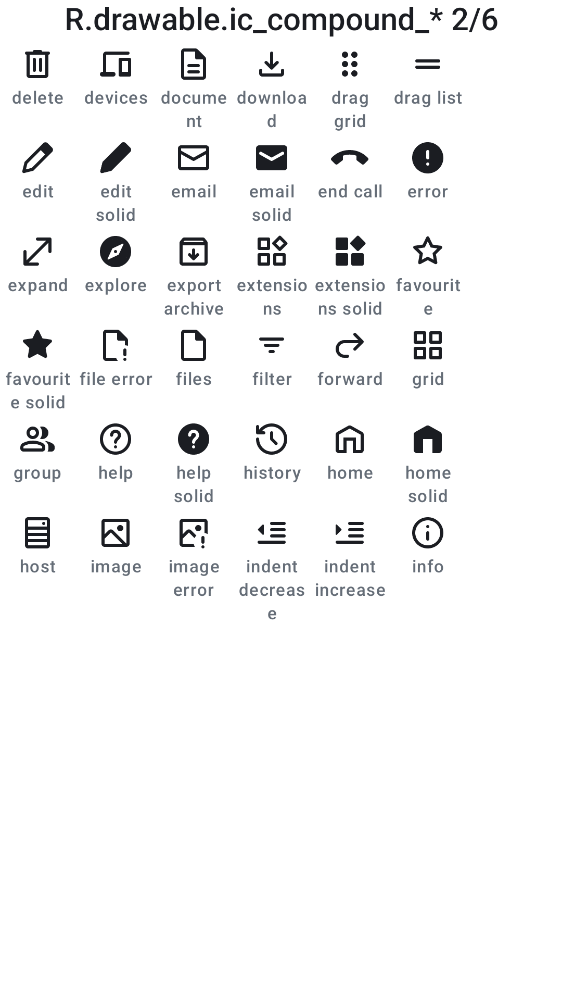 R.drawable.ic_compound_* 2/6
delete devices docume downloa drag drag list
nt d grid
edit edit email email end call error
solid solid
expand explore export extensio extensio favourit
archive ns ns solid e
favourit file error files filter forward grid
e solid
group help help history home home
solid solid
host image image indent indent info
error decreas increase
e